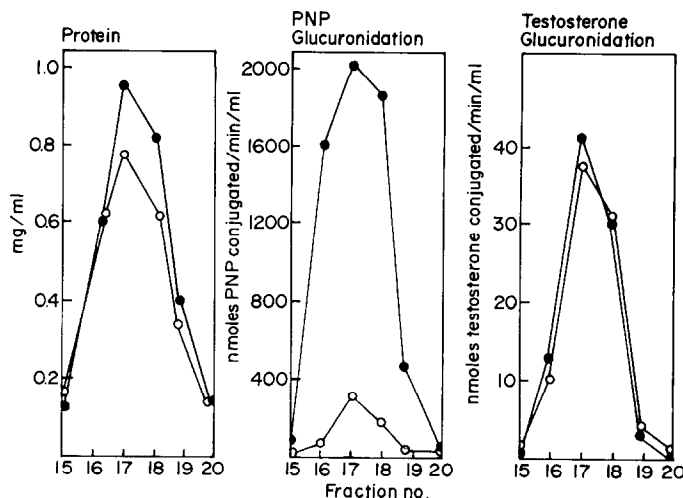 Protein
mg/ml
1.0
0.8
0.6
0.4
0.2
15 16 17 18 19 20
PNP
Glucuronidation
nmoles PNP conjugated/min/ml
2000
1600
1200
800
400
15 16 17 18 19 20
Fraction no.
Testosterone
Glucuronidation
nmoles testosterone conjugated/min/ml
40
30
20
10
15 16 17 18 19 20